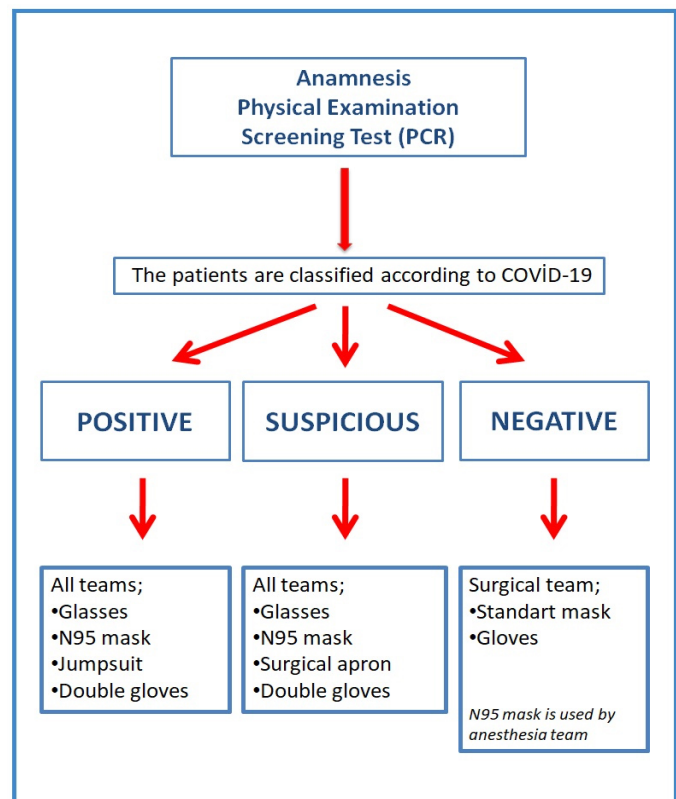 Anamnesis
Physical Examination
Screening Test (PCR)
The patients are classified according to COVİD-19
POSITIVE
SUSPICIOUS
NEGATIVE
All teams;
•Glasses
•N95 mask
•Jumpsuit
•Double gloves
All teams;
•Glasses
•N95 mask
•Surgical apron
•Double gloves
Surgical team;
•Standart mask
•Gloves
N95 mask is used by
anesthesia team